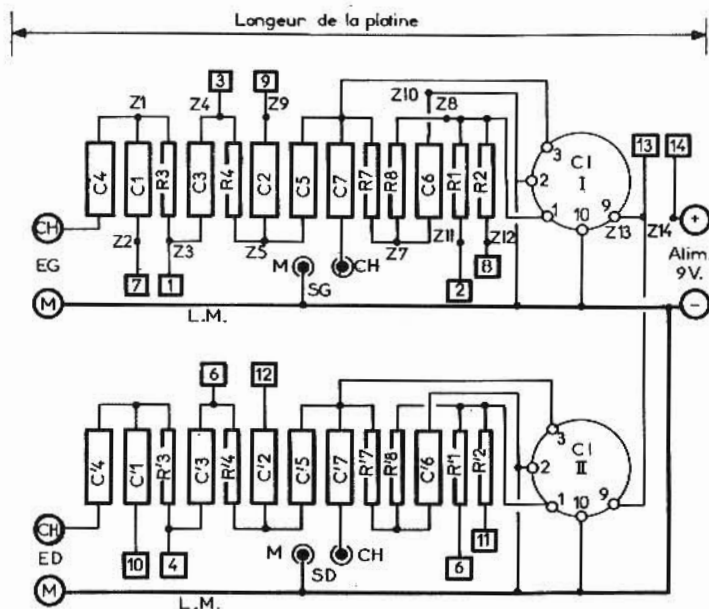 Longeur de la platine
3 9
Z1 Z4 Z9 Z10 Z8
13 14
C4 C1 R3 C3 R4 C2 C5 C7 R7 R8 C6 R1 R2
3 2 1 10 9
CI
I
CH
EG
Z2 Z3 Z5 Z7 Z11 Z12 Z13 Z14
+
Alim.
9V.
M SG CH
7 1 2 8
M
L.M.
−
6 12
C'4 C'1 R'3 C'3 R'4 C'2 C'5 C'7 R'7 R'8 C'6 R'1 R'2
3 2 1 10 9
CI
II
CH
ED
10 4
M SD CH
6 11
M
L.M.